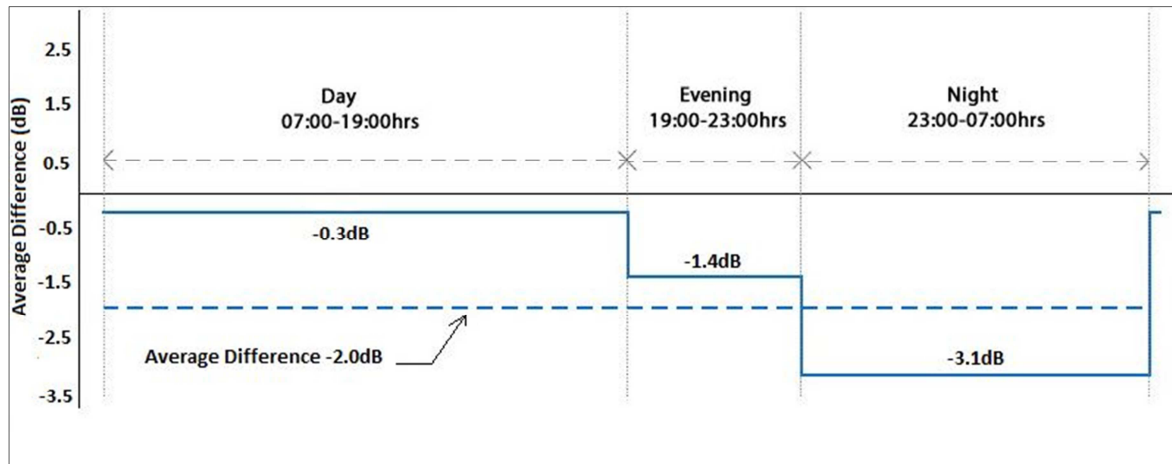 Average Difference (dB)
2.5
1.5
0.5
-0.5
-1.5
-2.5
-3.5
Day
07:00-19:00hrs
Evening
19:00-23:00hrs
Night
23:00-07:00hrs
-0.3dB
-1.4dB
Average Difference -2.0dB
-3.1dB